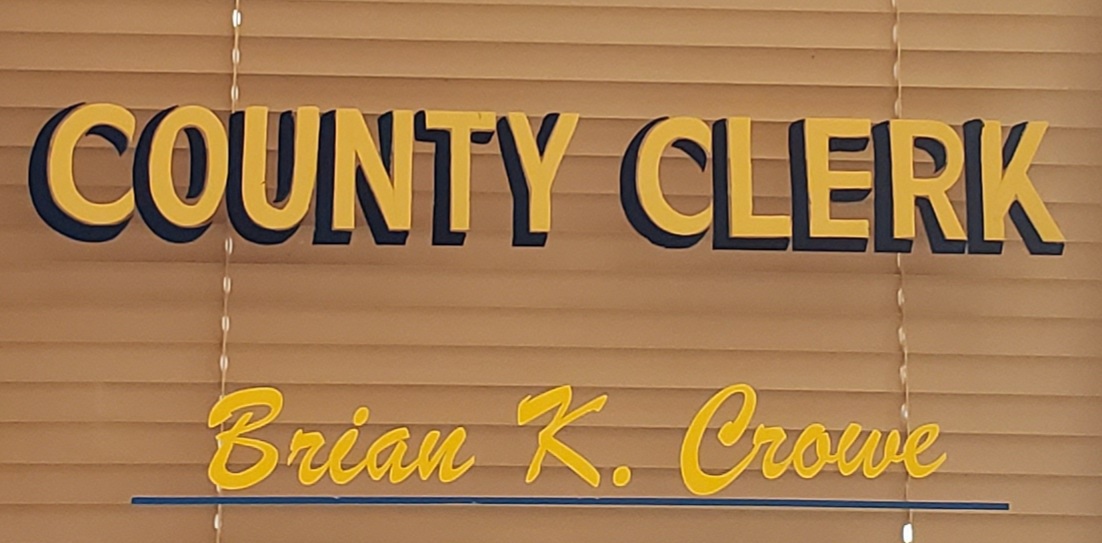 COUNTY CLERK
Brian K. Crowe